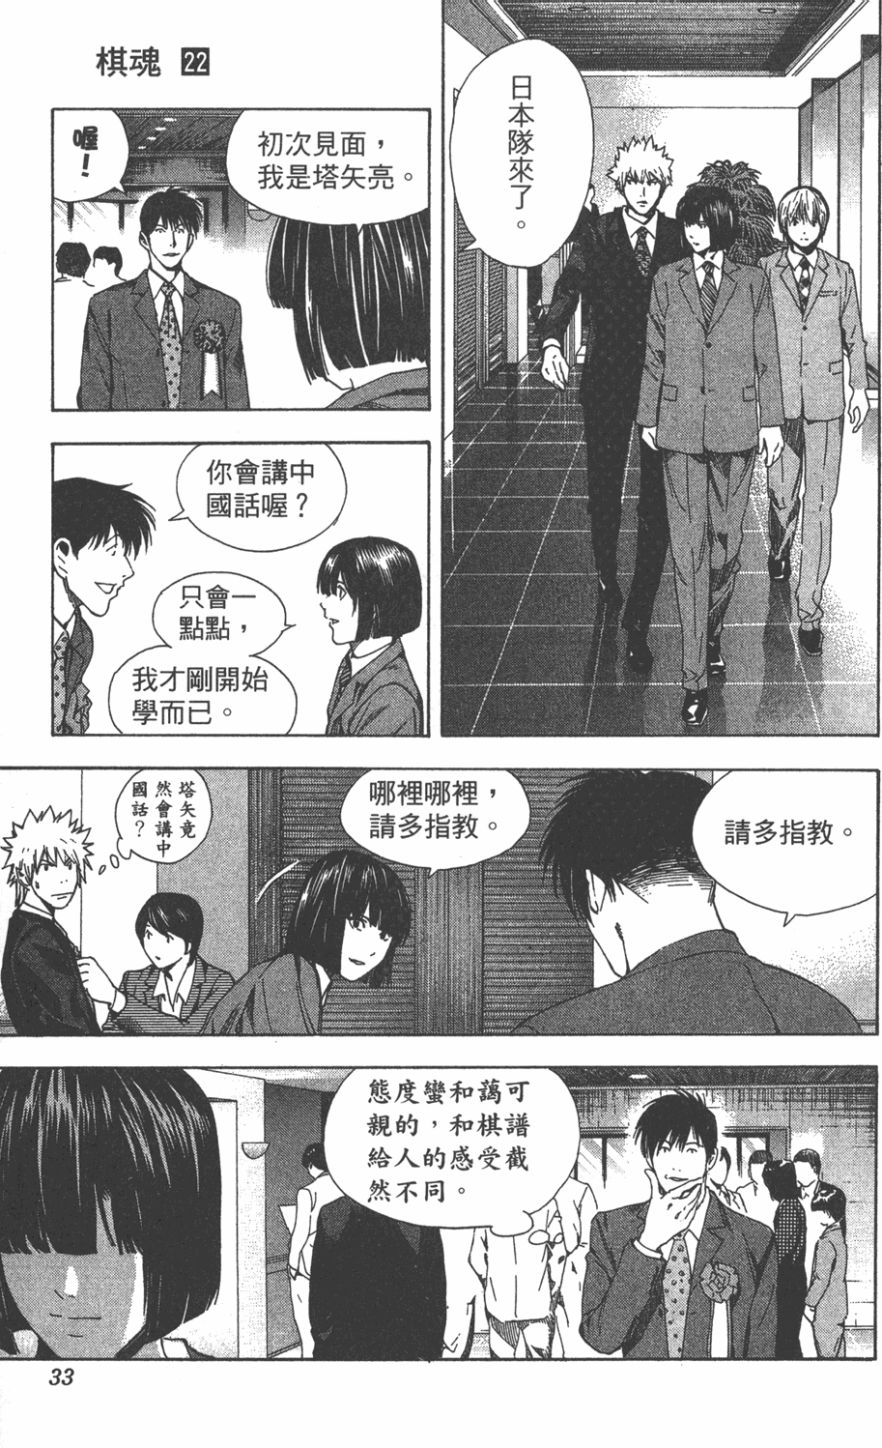 棋魂 22
日本隊來了。
初次見面，
我是塔矢亮。
喔！
你會講中
國話喔？
只會一
點點，
我才剛開始
學而已。
請多指教。
哪裡哪裡，
請多指教。
塔矢竟
然會講中
國話？
態度蠻和藹可
親的，和棋譜
給人的感受截
然不同。
33